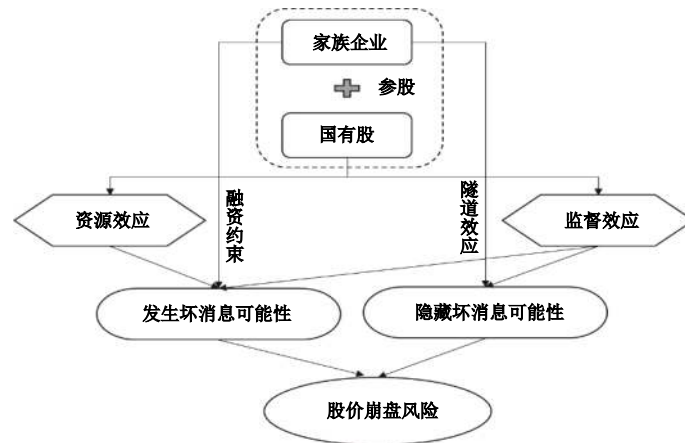 家族企业
参股
国有股
资源效应
融资约束
隧道效应
监督效应
发生坏消息可能性
隐藏坏消息可能性
股价崩盘风险